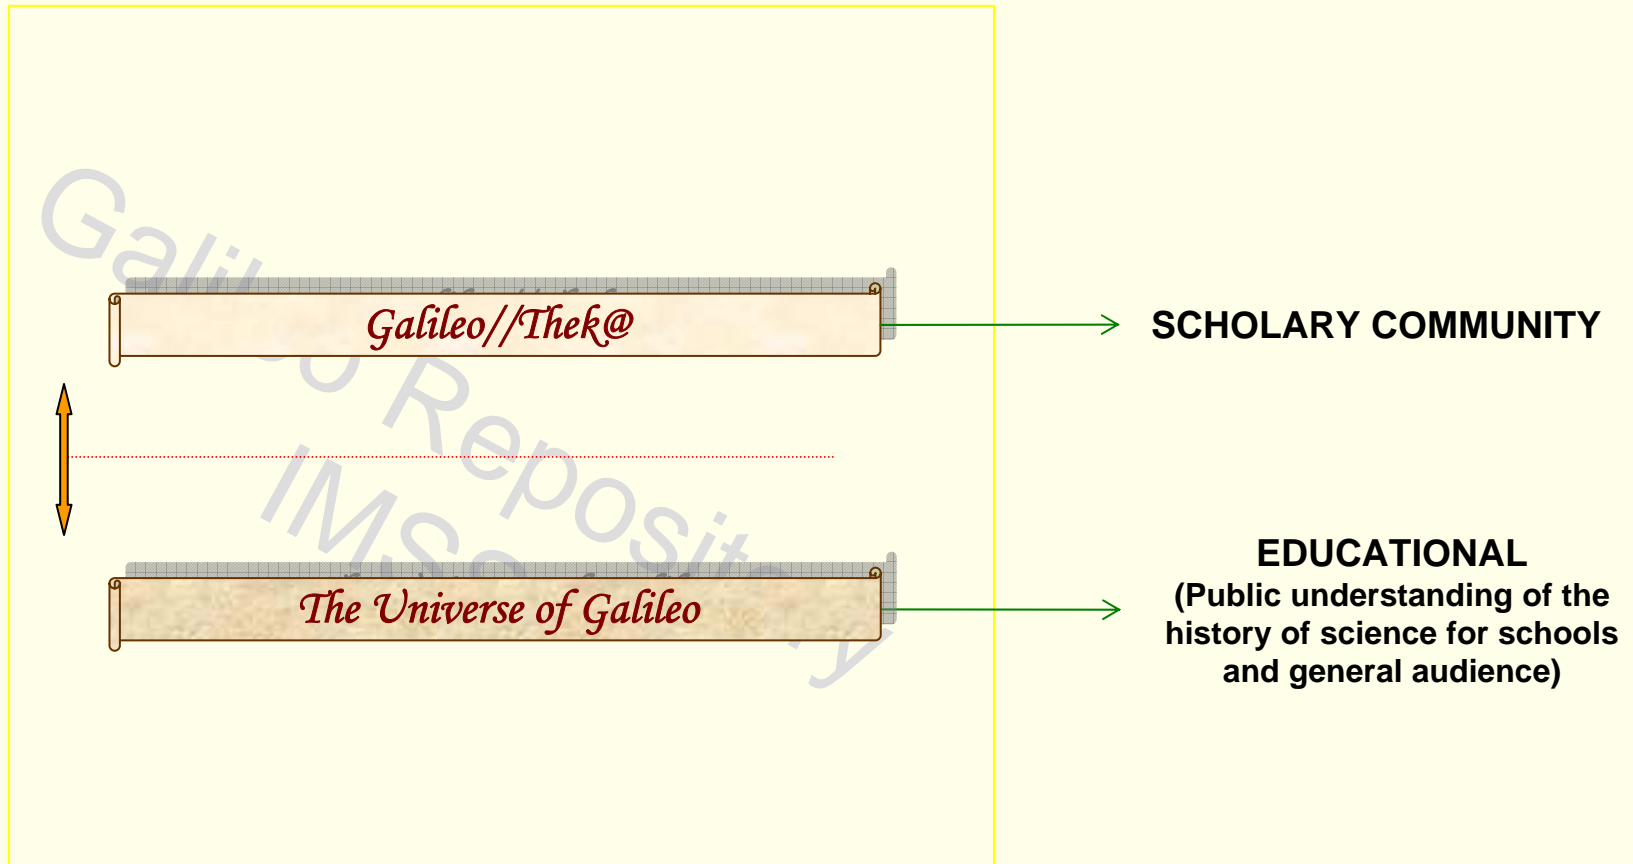 Galileo Repository
IMSS
Galileo//Thek@
SCHOLARY COMMUNITY
The Universe of Galileo
EDUCATIONAL
(Public understanding of the
history of science for schools
and general audience)